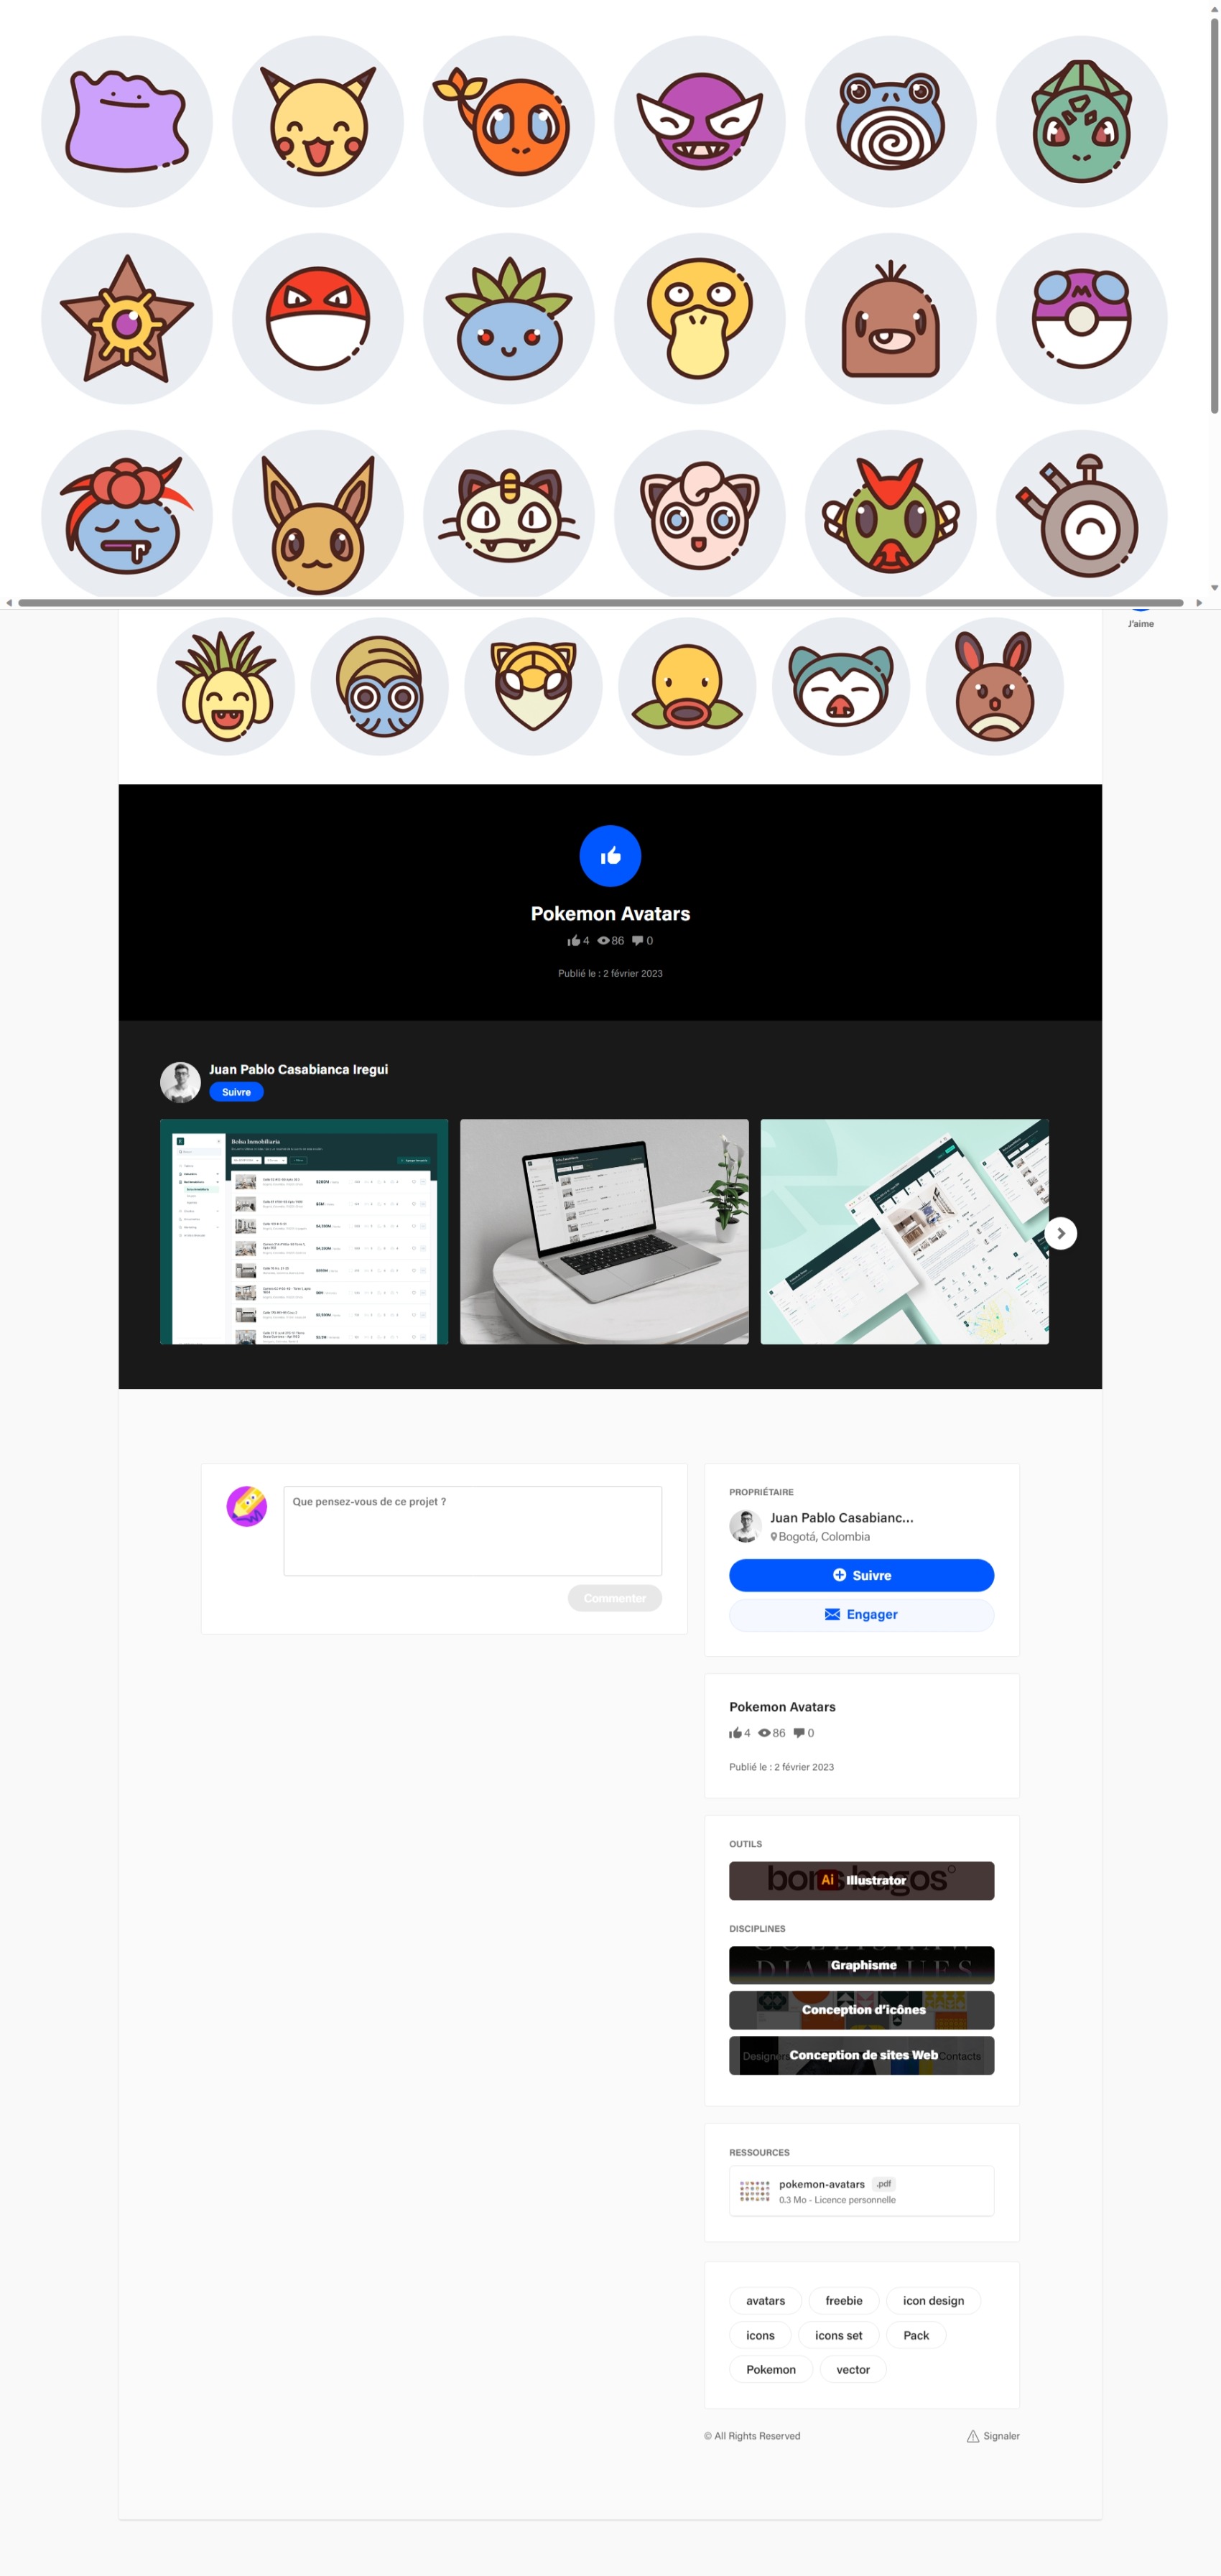 J'aime
Pokemon Avatars
4 86 0
Publié le : 2 février 2023
Juan Pablo Casabianca Iregui
Suivre
Bolsa Inmobiliaria
Que pensez-vous de ce projet ?
Commenter
PROPRIÉTAIRE
Juan Pablo Casabianc...
Bogotá, Colombia
Suivre
Engager
Pokemon Avatars
4 86 0
Publié le : 2 février 2023
OUTILS
Ai Illustrator
DISCIPLINES
Graphisme
Conception d'icônes
Conception de sites Web
Contacts
RESSOURCES
pokemon-avatars .pdf
0.3 Mo - Licence personnelle
avatars freebie icon design
icons icons set Pack
Pokemon vector
© All Rights Reserved
Signaler